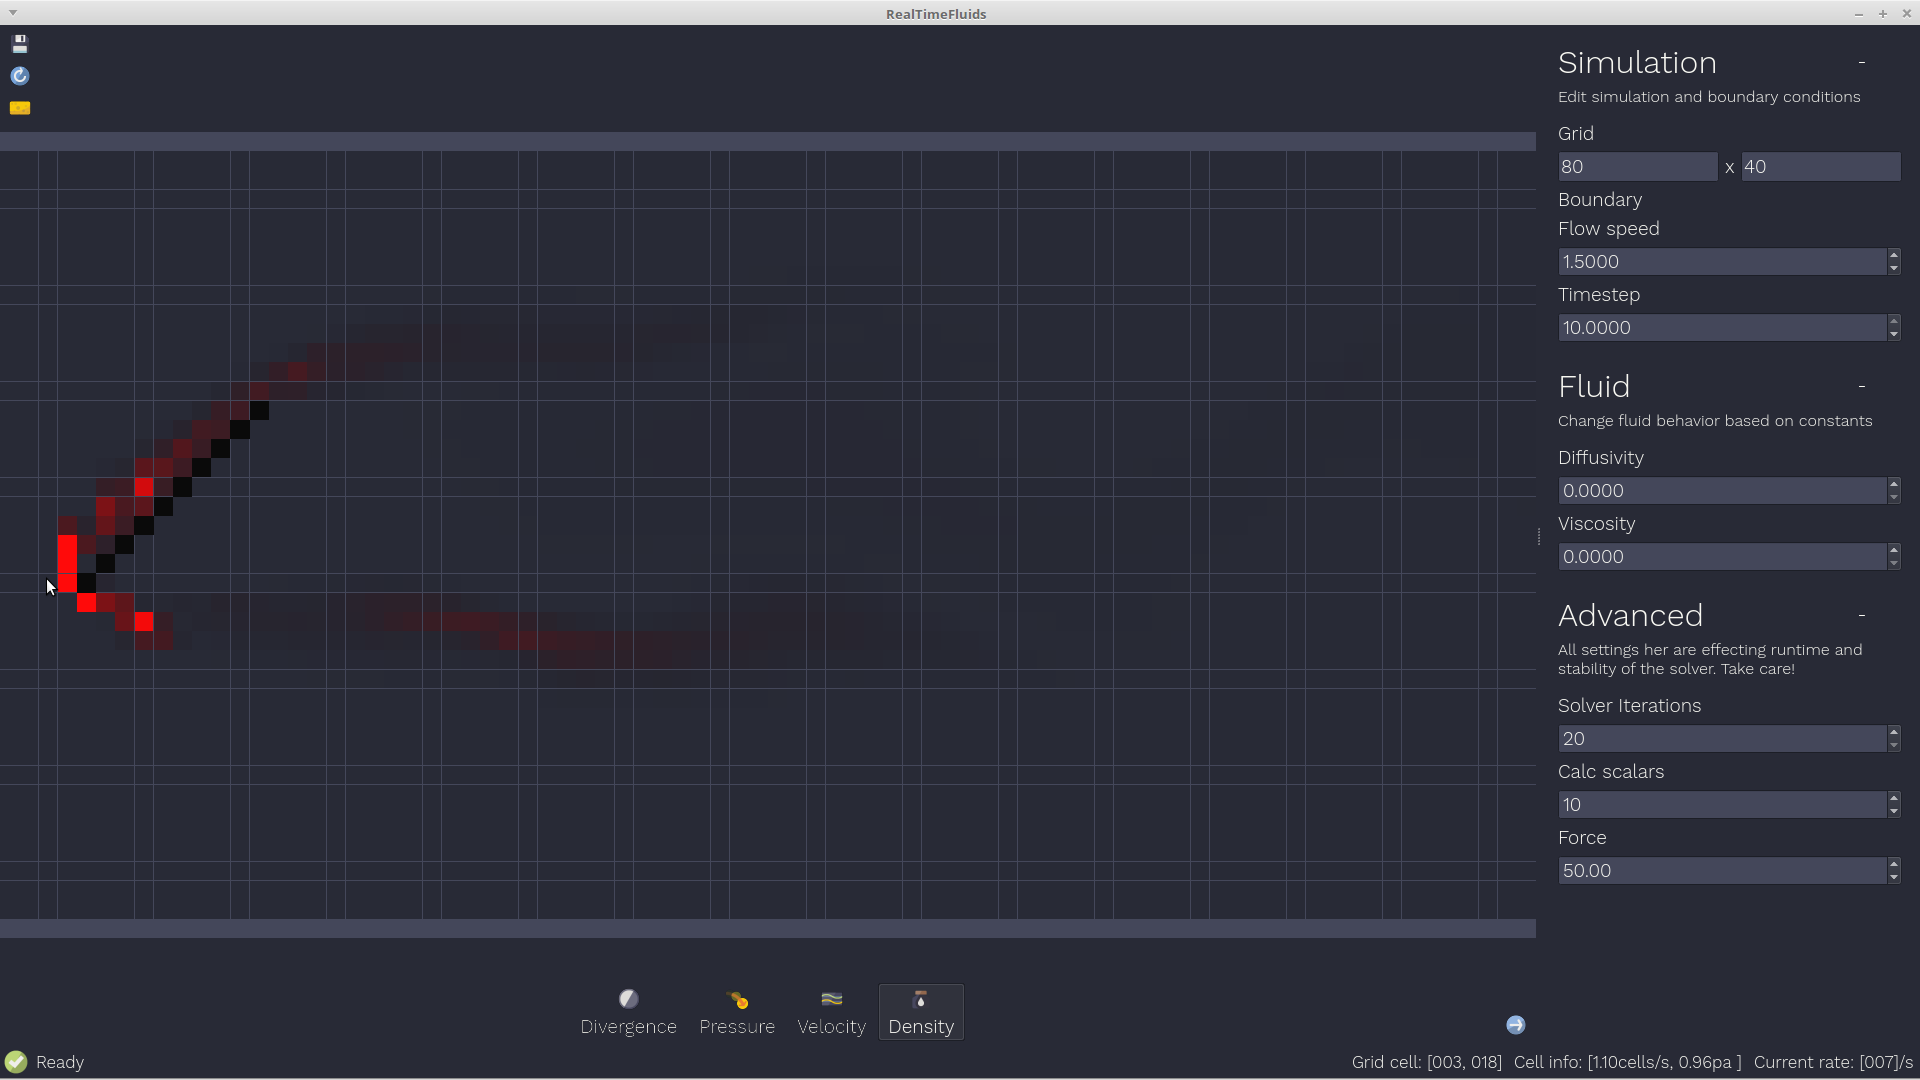 RealTimeFluids
Simulation -
Edit simulation and boundary conditions
Grid
80 x 40
Boundary
Flow speed
1.5000
Timestep
10.0000
Fluid -
Change fluid behavior based on constants
Diffusivity
0.0000
Viscosity
0.0000
Advanced -
All settings her are effecting runtime and
stability of the solver. Take care!
Solver Iterations
20
Calc scalars
10
Force
50.00
Divergence Pressure Velocity Density
Ready
Grid cell: [003, 018] Cell info: [1.10cells/s, 0.96pa ] Current rate: [007]/s